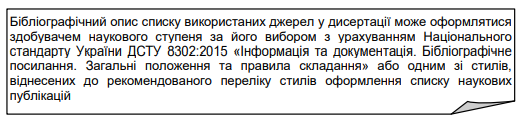 Бібліографічний опис списку використаних джерел у дисертації може оформлятися
здобувачем наукового ступеня за його вибором з урахуванням Національного
стандарту України ДСТУ 8302:2015 «Інформація та документація. Бібліографічне
посилання. Загальні положення та правила складання» або одним зі стилів,
віднесених до рекомендованого переліку стилів оформлення списку наукових
публікацій